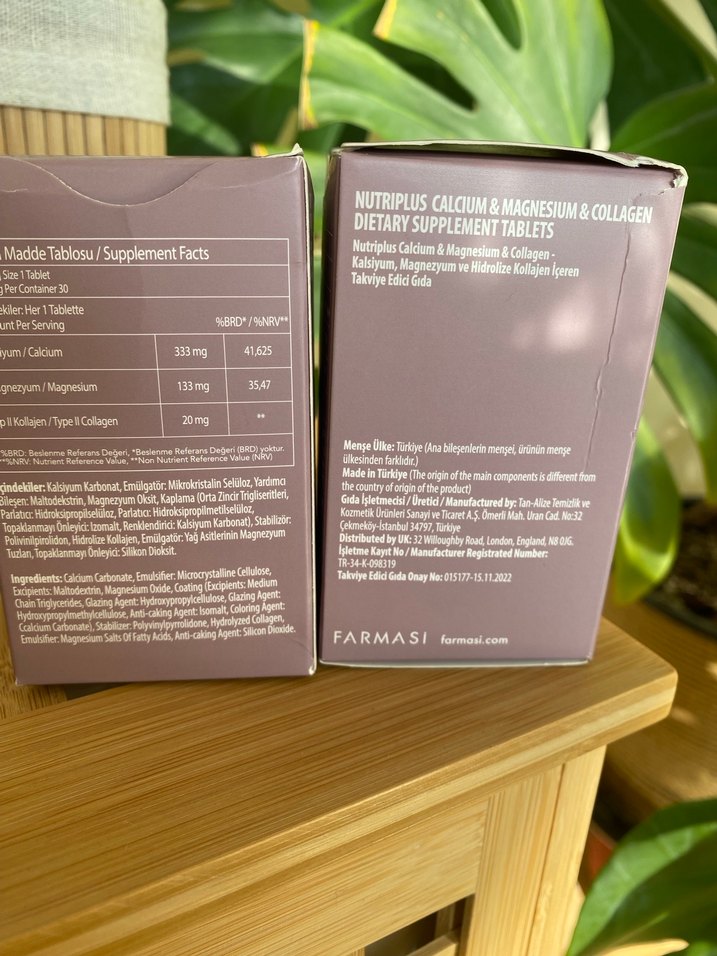 Madde Tablosu / Supplement Facts
Size 1 Tablet
Per Container 30
Her 1 Tablette
Per Serving %BRD* / %NRV**
/ Calcium 333 mg 41,625
/ Magnesium 133 mg 35,47
II Kollajen / Type II Collagen 20 mg **
%BRD: Beslenme Referans Değeri, *Beslenme Referans Değeri (BRD) yoktur.
**%NRV: Nutrient Reference Value, **Non Nutrient Reference Value (NRV)
Kalsiyum Karbonat, Emülgatör: Mikrokristalin Selüloz, Yardımcı
Bileşen: Maltodekstrin, Magnezyum Oksit, Kaplama (Orta Zincir Trigliseritleri,
Parlatıcı: Hidroksipropilselüloz, Parlatıcı: Hidroksipropilmetilselüloz,
Topaklanmayı Önleyici: Izomalt, Renklendirici: Kalsiyum Karbonat), Stabilizör:
Polivinilpirolidon, Hidrolize Kollajen, Emülgatör: Yağ Asitlerinin Magnezyum
Tuzları, Topaklanmayı Önleyici: Silikon Dioksit.
Ingredients: Calcium Carbonate, Emulsifier: Microcrystalline Cellulose,
Excipients: Maltodextrin, Magnesium Oxide, Coating (Excipients: Medium
Chain Triglycerides, Glazing Agent: Hydroxypropylcellulose, Glazing Agent:
Hydroxypropylmethylcellulose, Anti-caking Agent: Isomalt, Coloring Agent:
Ccalcium Carbonate), Stabilizer: Polyvinylpyrrolidone, Hydrolyzed Collagen,
Emulsifier: Magnesium Salts Of Fatty Acids, Anti-caking Agent: Silicon Dioxide.
NUTRIPLUS CALCIUM & MAGNESIUM & COLLAGEN
DIETARY SUPPLEMENT TABLETS
Nutriplus Calcium & Magnesium & Collagen -
Kalsiyum, Magnezyum ve Hidrolize Kollajen İçeren
Takviye Edici Gıda
Menşe Ülke: Türkiye (Ana bileşenlerin menşei, ürünün menşe
ülkesinden farklıdır.)
Made in Türkiye (The origin of the main components is different from
the country of origin of the product)
Gıda İşletmecisi / Üretici / Manufactured by: Tan-Alize Temizlik ve
Kozmetik Ürünleri Sanayi ve Ticaret A.Ş. Ömerli Mah. Uran Cad. No:32
Çekmeköy-İstanbul 34797, Türkiye
Distributed by UK: 32 Willoughby Road, London, England, N8 0JG.
İşletme Kayıt No / Manufacturer Registrated Number:
TR-34-K-098319
Takviye Edici Gıda Onay No: 015177-15.11.2022
FARMASI farmasi.com